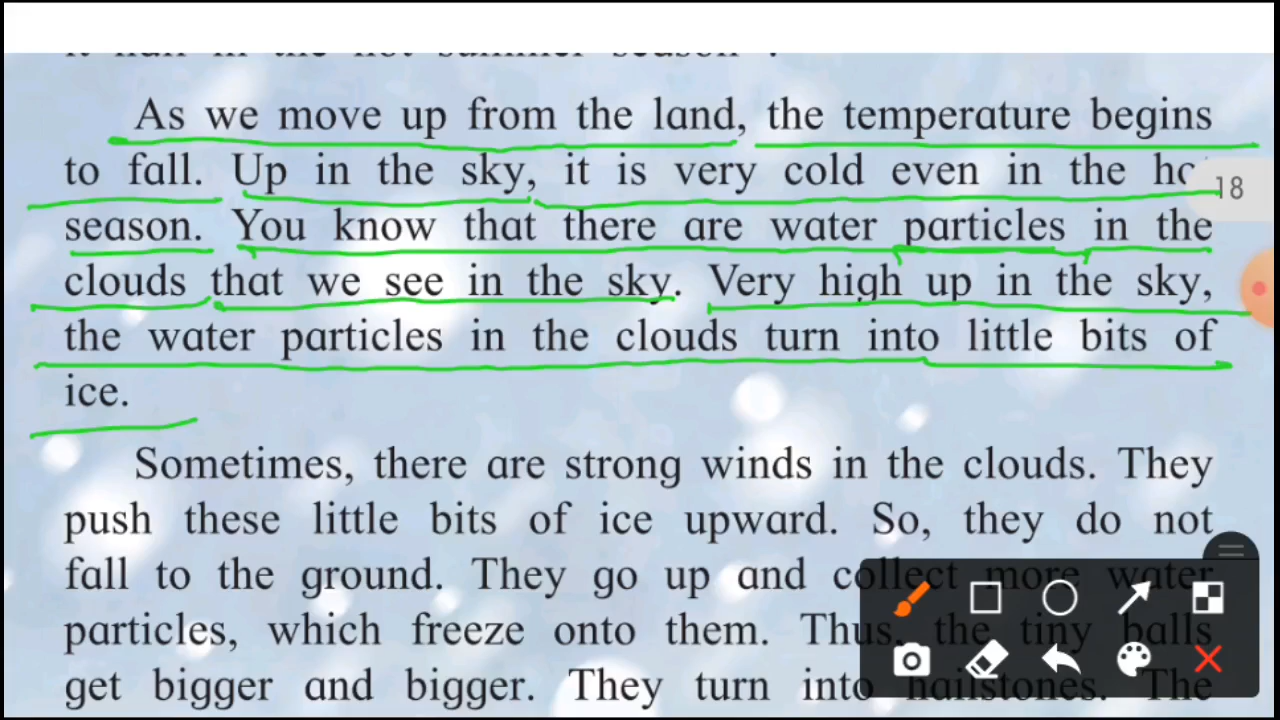 As we move up from the land, the temperature begins
to fall. Up in the sky, it is very cold even in the
18
season. You know that there are water particles in the
clouds that we see in the sky. Very high up in the sky,
the water particles in the clouds turn into little bits of
ice.
Sometimes, there are strong winds in the clouds. They
push these little bits of ice upward. So, they do not
fall to the ground. They go up and collect more water
particles, which freeze onto them. Thus, the tiny balls
get bigger and bigger. They turn into hailstones. The